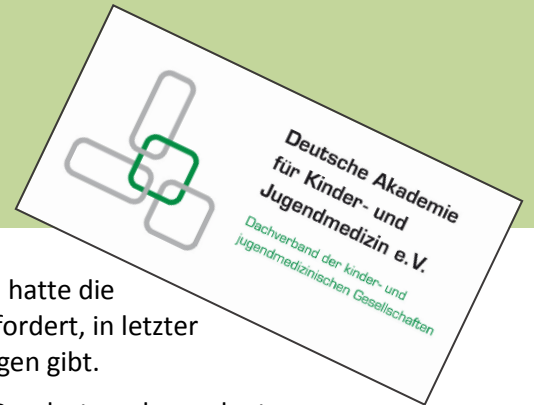 Deutsche Akademie
für Kinder- und
Jugendmedizin e.V.
Dachverband der kinder- und
jugendmedizinischen Gesellschaften
hatte die
fordert, in letzter
gen gibt.